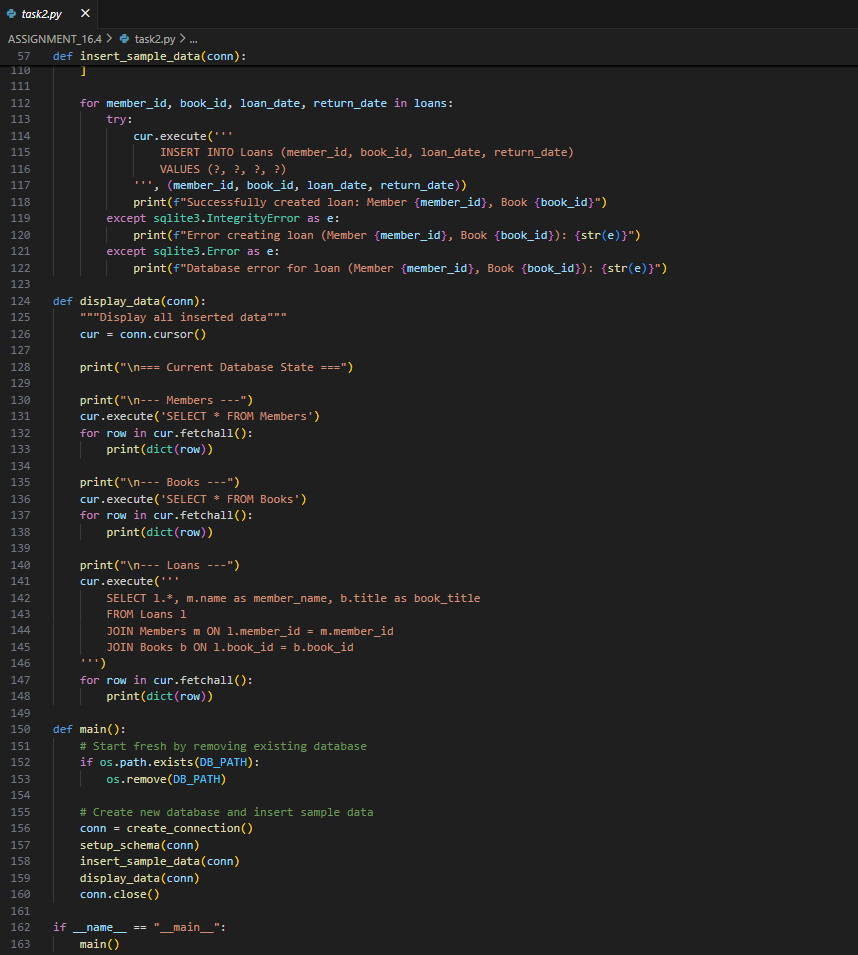 task2.py
ASSIGNMENT_16.4 > task2.py > ...
57 def insert_sample_data(conn):
110         ]
111
112     for member_id, book_id, loan_date, return_date in loans:
113         try:
114             cur.execute('''
115                 INSERT INTO Loans (member_id, book_id, loan_date, return_date)
116                 VALUES (?, ?, ?, ?)
117             ''', (member_id, book_id, loan_date, return_date))
118             print(f"Successfully created loan: Member {member_id}, Book {book_id}")
119         except sqlite3.IntegrityError as e:
120             print(f"Error creating loan (Member {member_id}, Book {book_id}): {str(e)}")
121         except sqlite3.Error as e:
122             print(f"Database error for loan (Member {member_id}, Book {book_id}): {str(e)}")
123
124 def display_data(conn):
125     """Display all inserted data"""
126     cur = conn.cursor()
127
128     print("\n=== Current Database State ===")
129
130     print("\n--- Members ---")
131     cur.execute('SELECT * FROM Members')
132     for row in cur.fetchall():
133         print(dict(row))
134
135     print("\n--- Books ---")
136     cur.execute('SELECT * FROM Books')
137     for row in cur.fetchall():
138         print(dict(row))
139
140     print("\n--- Loans ---")
141     cur.execute('''
142         SELECT l.*, m.name as member_name, b.title as book_title
143         FROM Loans l
144         JOIN Members m ON l.member_id = m.member_id
145         JOIN Books b ON l.book_id = b.book_id
146     ''')
147     for row in cur.fetchall():
148         print(dict(row))
149
150 def main():
151     # Start fresh by removing existing database
152     if os.path.exists(DB_PATH):
153         os.remove(DB_PATH)
154
155     # Create new database and insert sample data
156     conn = create_connection()
157     setup_schema(conn)
158     insert_sample_data(conn)
159     display_data(conn)
160     conn.close()
161
162 if __name__ == "__main__":
163     main()